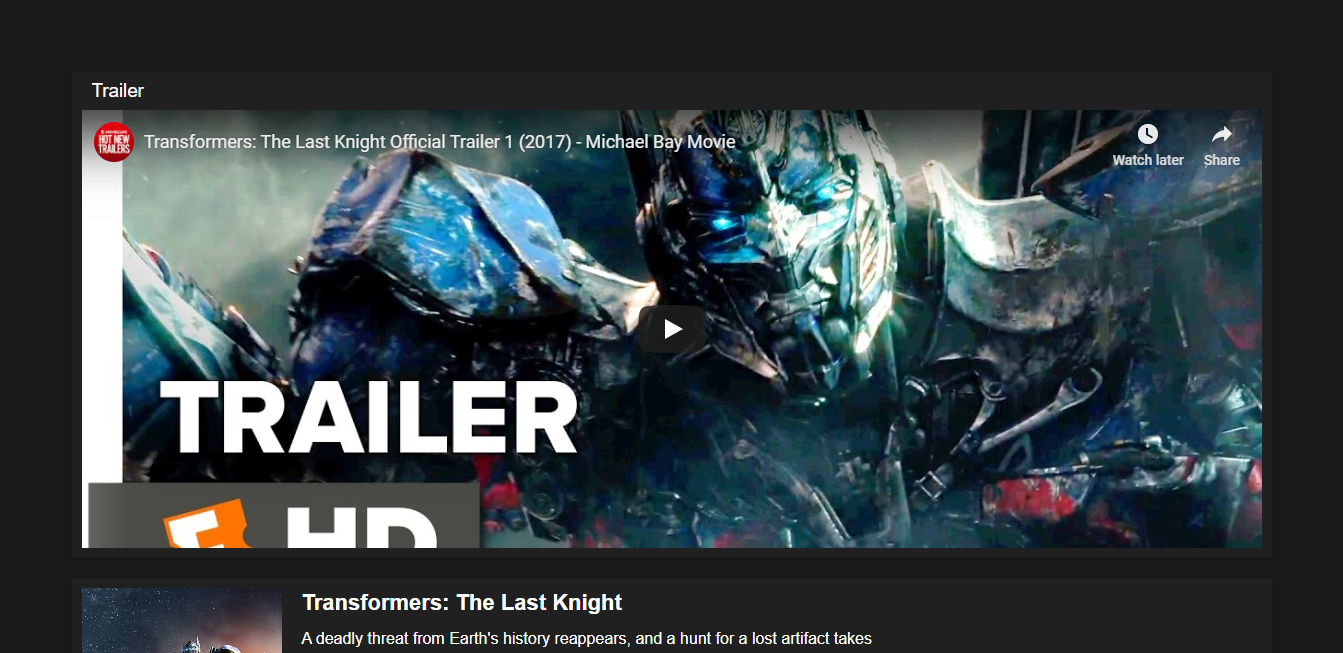 Trailer
HOT NEW
TRAILERS
Transformers: The Last Knight Official Trailer 1 (2017) - Michael Bay Movie
Watch later
Share
TRAILER
HD
Transformers: The Last Knight
A deadly threat from Earth's history reappears, and a hunt for a lost artifact takes